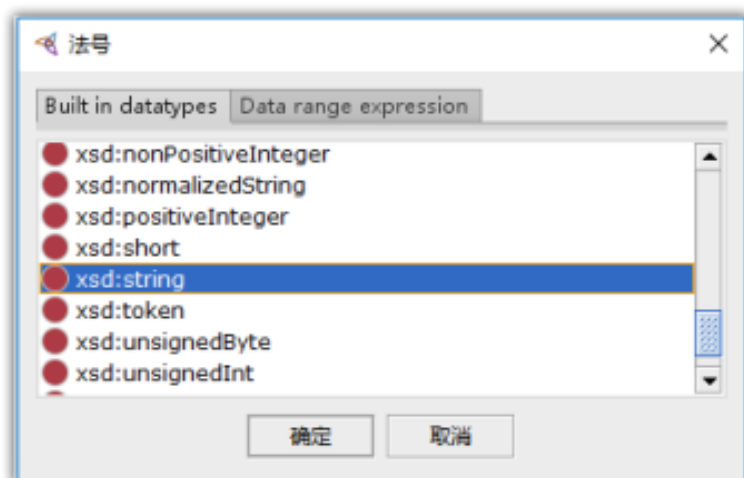 法号
Built in datatypes Data range expression
xsd:nonPositiveInteger
xsd:normalizedString
xsd:positiveInteger
xsd:short
xsd:string
xsd:token
xsd:unsignedByte
xsd:unsignedInt
确定 取消